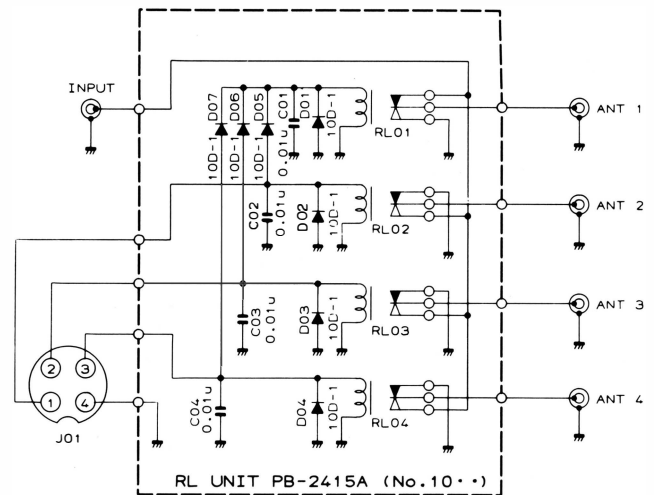 INPUT
D07
D06
D05
C01
D01
10D-1
10D-1
10D-1
0.01u
10D-1
RL01
ANT 1
C02
0.01u
D02
10D-1
RL02
ANT 2
C03
0.01u
D03
10D-1
RL03
ANT 3
2
3
1
4
J01
C04
0.01u
D04
10D-1
RL04
ANT 4
RL UNIT PB-2415A (No.10··)